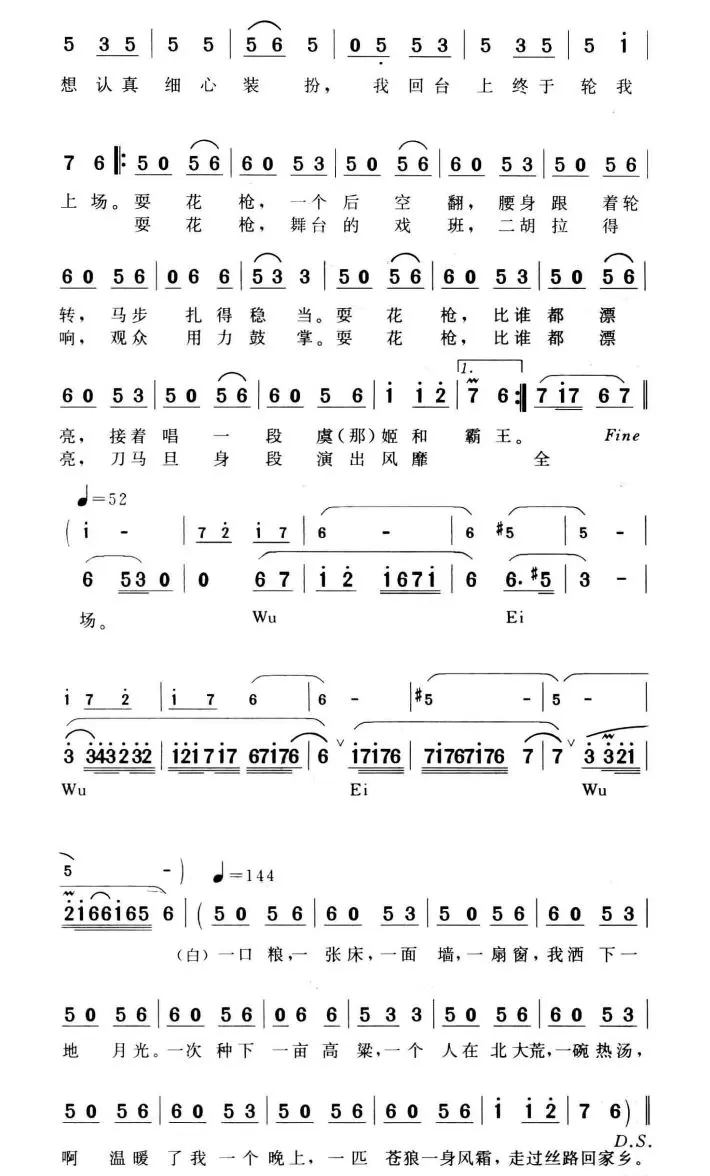 5 35 | 5 5 | 56 5 | 05 53 | 5 35 | 5 i |
想认真 细心 装 扮, 我回台 上终于 轮我
7 6 ‖: 50 56 | 60 53 | 50 56 | 60 53 | 50 56 |
上场。耍 花 枪, 一个 后 空 翻, 腰身 跟 着轮
耍 花 枪, 舞台 的 戏 班, 二胡 拉 得
60 56 | 06 6 | 53 3 | 50 56 | 60 53 | 50 56 |
转, 马步 扎得稳 当。耍 花 枪, 比谁都 漂
响, 观众 用力鼓 掌。耍 花 枪, 比谁都 漂
1.
60 53 | 50 56 | 60 56 | i i2 | 7 6 :‖ 7 i7 67 ‖
亮, 接着 唱 一 段 虞(那)姬和 霸 王。 Fine
亮, 刀马 旦 身 段 演出风靡 全
♩=52
( i - | 72 i7 | 6 - | 6 #5 | 5 -
6 530 | 0 67 | i2 i67i | 6 6.#5 | 3 - |
场。 Wu Ei
i 7 2 | i 7 6 | 6 - | #5 - | 5 - |
3 343232 | i2i7i7 67i76 | 6 ∨ i7i76 | 7i767i76 7 | 7 ∨ 3 32i |
Wu Ei Wu
5 - ) ♩=144
2i66i65 6 | ( 50 56 | 60 53 | 50 56 | 60 53 |
(白)一口 粮,一 张床,一面 墙,一扇窗,我洒 下一
50 56 | 60 56 | 06 6 | 53 3 | 50 56 | 60 53 |
地 月光。一次 种下 一亩 高 粱,一个 人在北大荒,一碗热汤,
50 56 | 60 53 | 50 56 | 60 56 | i i2 | 7 6 ) ‖
D.S.
啊 温暖 了我 一个 晚上, 一匹 苍狼一身风霜, 走过丝路回家乡。